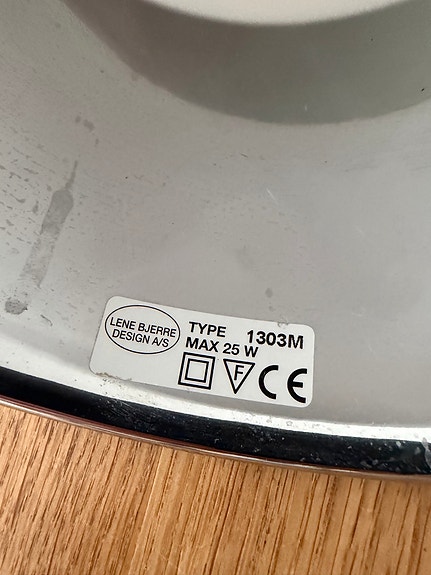 LENE BJERRE
DESIGN A/S
TYPE 1303M
MAX 25 W
F CE